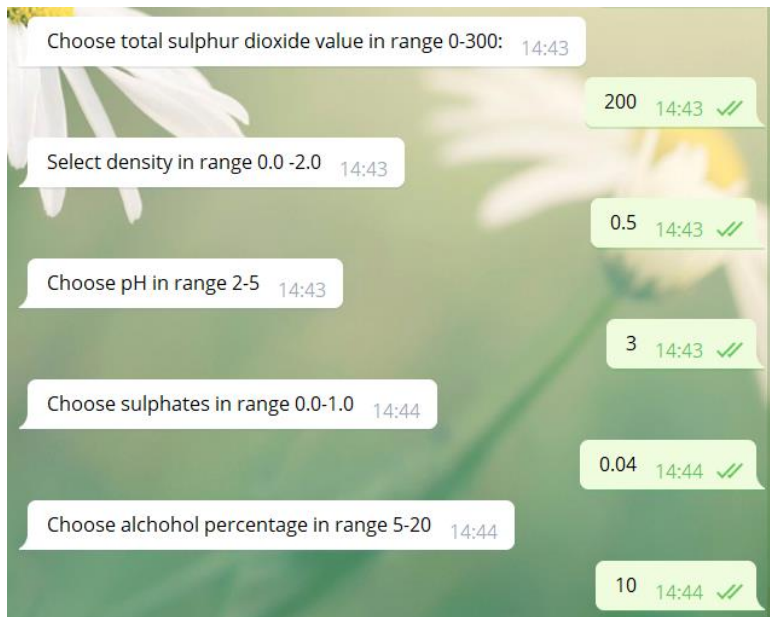 Choose total sulphur dioxide value in range 0-300: 14:43
200 14:43
Select density in range 0.0 -2.0 14:43
0.5 14:43
Choose pH in range 2-5 14:43
3 14:43
Choose sulphates in range 0.0-1.0 14:44
0.04 14:44
Choose alchohol percentage in range 5-20 14:44
10 14:44